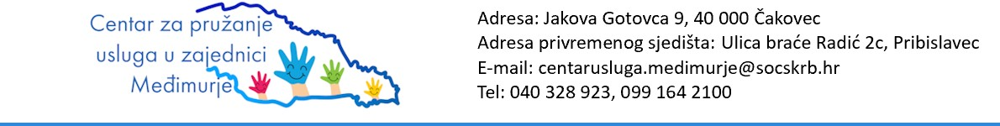 Centar za pružanje
usluga u zajednici
Međimurje
Adresa: Jakova Gotovca 9, 40 000 Čakovec
Adresa privremenog sjedišta: Ulica braće Radić 2c, Pribislavec
E-mail: centarusluga.medimurje@socskrb.hr
Tel: 040 328 923, 099 164 2100